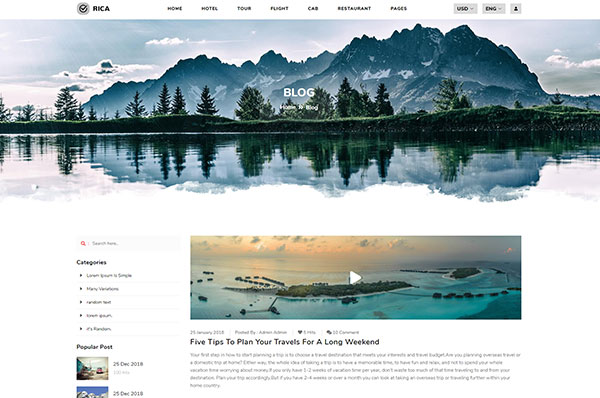 RICA
HOME HOTEL TOUR FLIGHT CAB RESTAURANT PAGES
USD ENG
BLOG
Home Blog
Search here...
Categories
Lorem Ipsum is Simple
Many Variations
random text
lorem ipsum,
it's Random.
Popular Post
25 Dec 2018
25 Dec 2018
25 January 2018 Posted By : Admin Admin 5 Hits 10 Comment
Five Tips To Plan Your Travels For A Long Weekend
Your first step in how to start planning a trip is to choose a travel destination that meets your interests and travel budget.Are you planning overseas travel or
a domestic trip at home? Either way, the whole idea of taking a trip is to have a memorable time, to have fun and relax, and not to spend your whole
vacation time worrying about money.If you only have 1-2 weeks of vacation time per year, don't waste too much of that time traveling to and from your
destination. Plan your trip accordingly.But if you have 2-4 weeks or over a month you can look at taking an overseas trip or traveling further within your
home country.